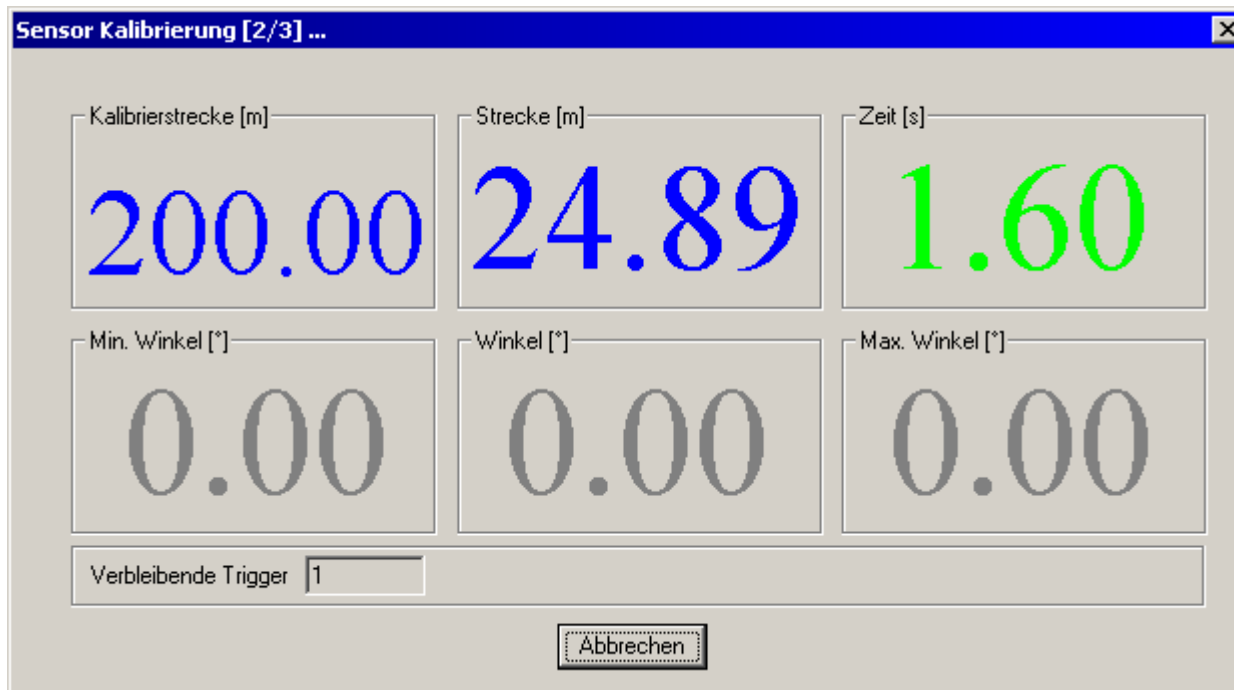 Sensor Kalibrierung [2/3] ...
Kalibrierstrecke [m]
Strecke [m]
Zeit [s]
200.00
24.89
1.60
Min. Winkel [°]
Winkel [°]
Max. Winkel [°]
0.00
0.00
0.00
Verbleibende Trigger 1
Abbrechen